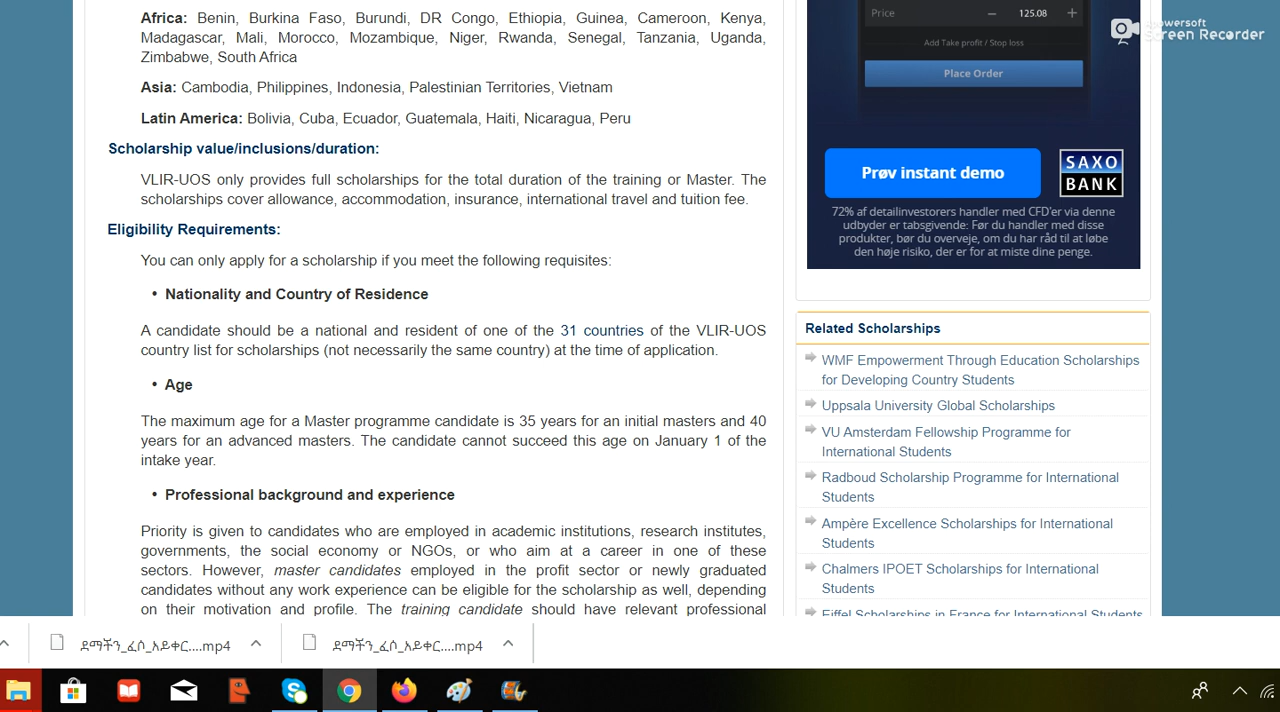 Africa: Benin, Burkina Faso, Burundi, DR Congo, Ethiopia, Guinea, Cameroon, Kenya,
Madagascar, Mali, Morocco, Mozambique, Niger, Rwanda, Senegal, Tanzania, Uganda,
Zimbabwe, South Africa
Asia: Cambodia, Philippines, Indonesia, Palestinian Territories, Vietnam
Latin America: Bolivia, Cuba, Ecuador, Guatemala, Haiti, Nicaragua, Peru
Scholarship value/inclusions/duration:
VLIR-UOS only provides full scholarships for the total duration of the training or Master. The
scholarships cover allowance, accommodation, insurance, international travel and tuition fee.
Eligibility Requirements:
You can only apply for a scholarship if you meet the following requisites:
• Nationality and Country of Residence
A candidate should be a national and resident of one of the 31 countries of the VLIR-UOS
country list for scholarships (not necessarily the same country) at the time of application.
• Age
The maximum age for a Master programme candidate is 35 years for an initial masters and 40
years for an advanced masters. The candidate cannot succeed this age on January 1 of the
intake year.
• Professional background and experience
Priority is given to candidates who are employed in academic institutions, research institutes,
governments, the social economy or NGOs, or who aim at a career in one of these
sectors. However, master candidates employed in the profit sector or newly graduated
candidates without any work experience can be eligible for the scholarship as well, depending
on their motivation and profile. The training candidate should have relevant professional
Price − 125.08 +
Add Take profit / Stop loss
Place Order
Prøv instant demo
SAXO
BANK
72% af detailinvestorers handler med CFD'er via denne
udbyder er tabsgivende: Før du handler med disse
produkter, bør du overveje, om du har råd til at løbe
den høje risiko, der er for at miste dine penge.
Related Scholarships
WMF Empowerment Through Education Scholarships
for Developing Country Students
Uppsala University Global Scholarships
VU Amsterdam Fellowship Programme for
International Students
Radboud Scholarship Programme for International
Students
Ampère Excellence Scholarships for International
Students
Chalmers IPOET Scholarships for International
Students
Eiffel Scholarships in France for International Students
Screen Recorder
ደማችን_ፈሶ_አይቀር....mp4
ደማችን_ፈሶ_አይቀር....mp4